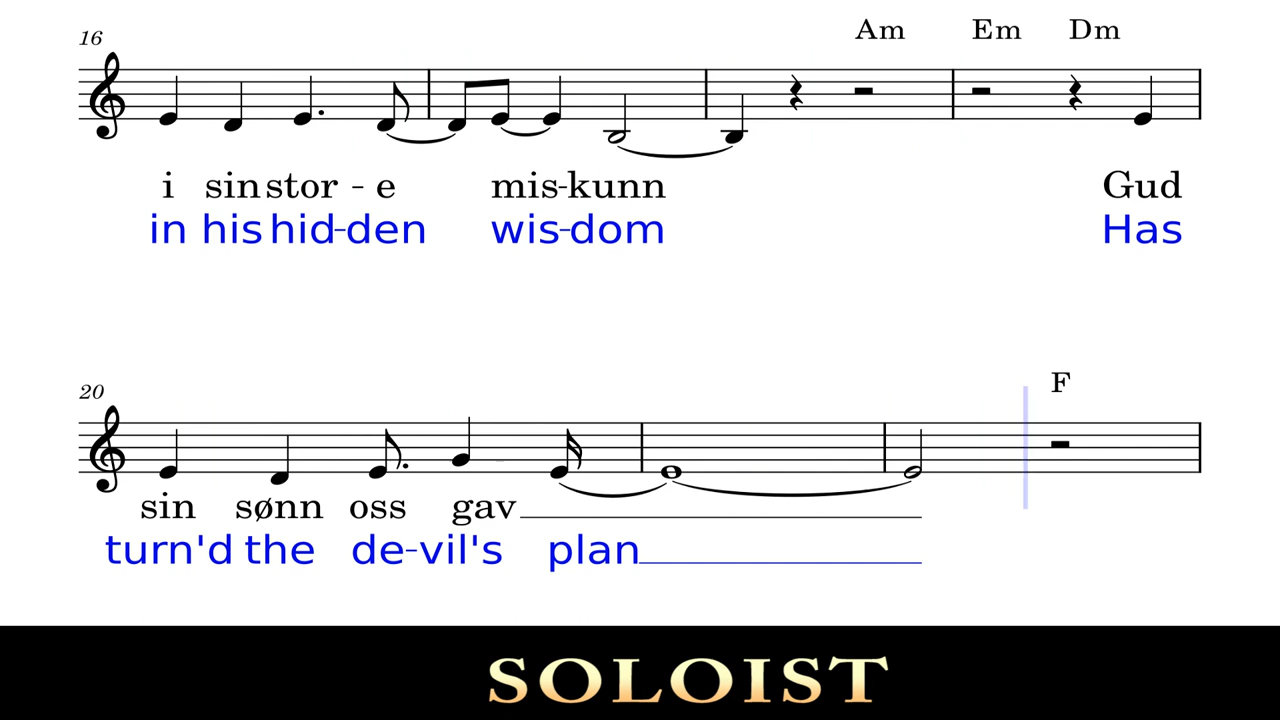 16 Am Em Dm
i sin stor - e mis-kunn Gud
in his hid-den wis-dom Has
20 F
sin sønn oss gav
turn'd the de-vil's plan
SOLOIST